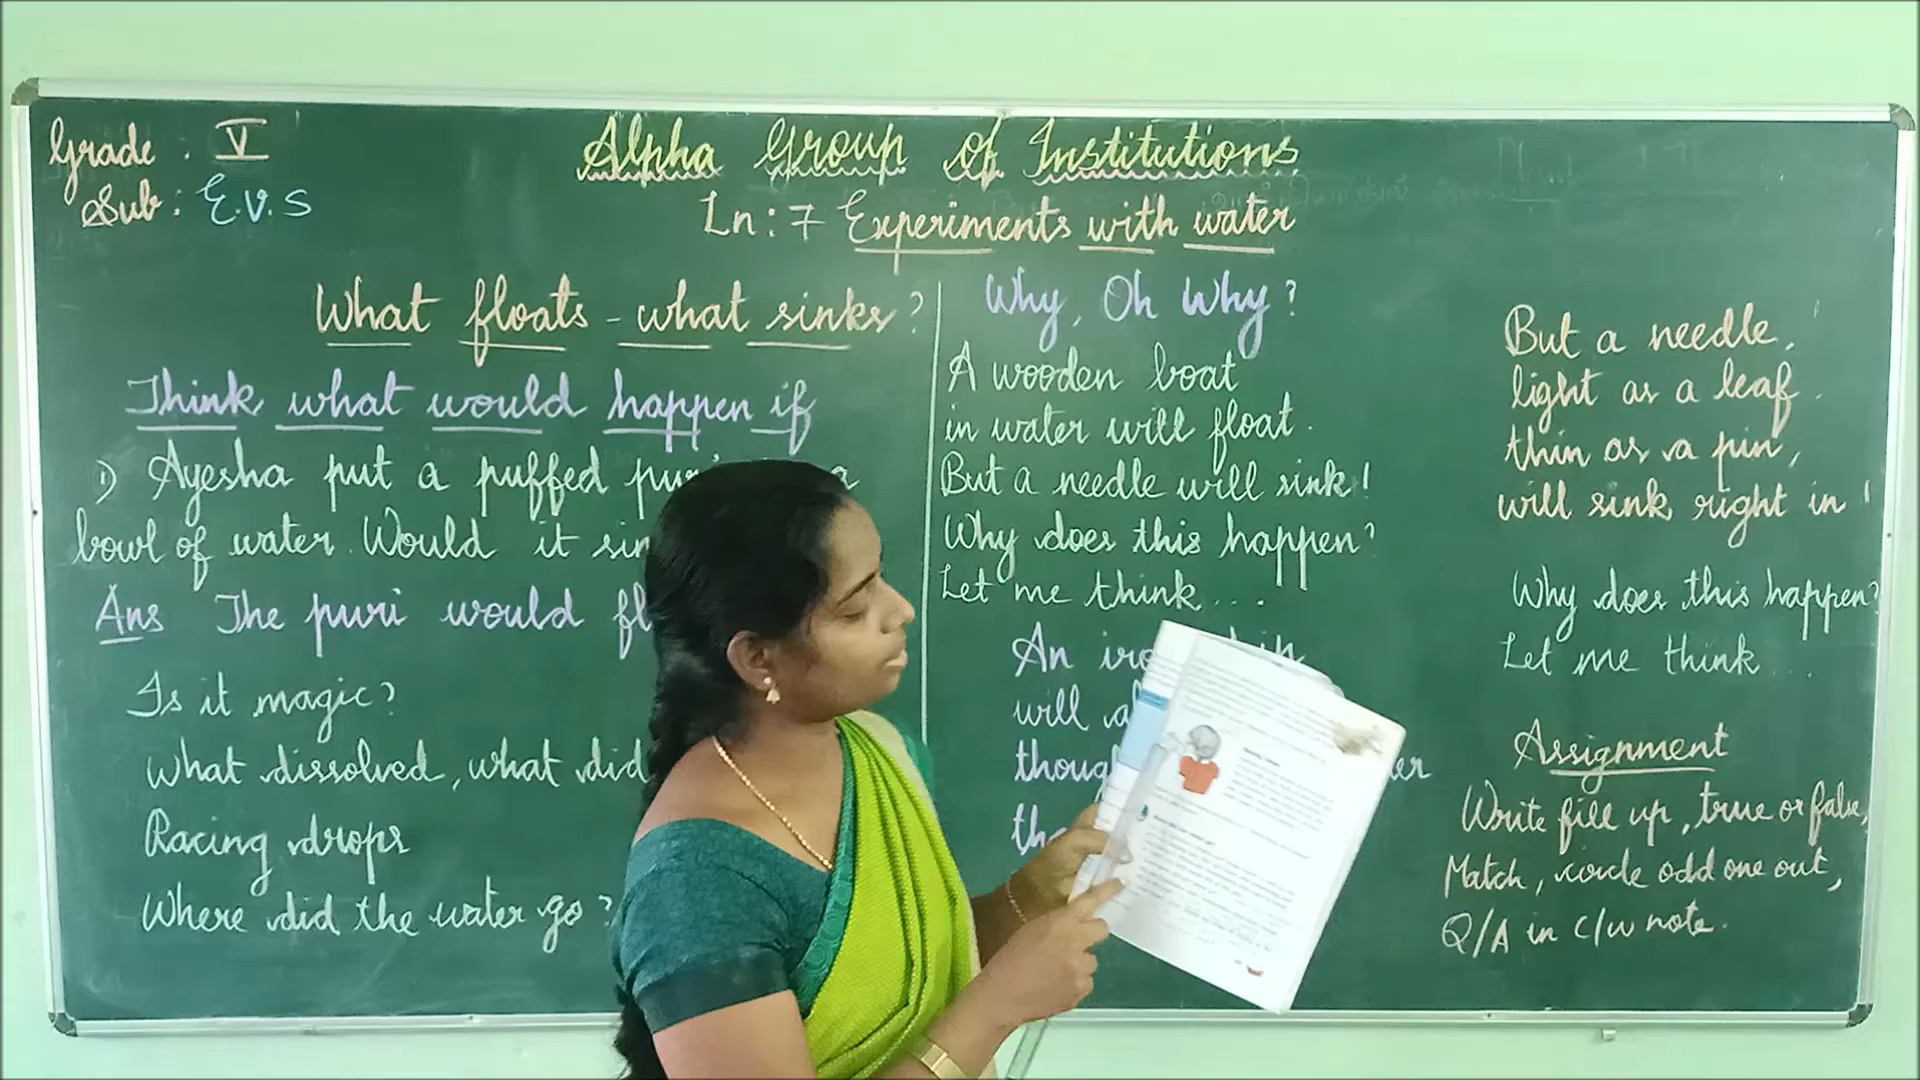 Grade : V
Sub : E.V.S
Alpha Group of Institutions
Ln : 7 Experiments with water
What floats - what sinks ?
Think what would happen if
1) Ayesha put a puffed a
bowl of water. Would it
Ans The puri would
Is it magic?
What dissolved, what did
Racing drops
Where did the water go ?
Why, Oh Why ?
A wooden boat
in water will float.
But a needle will sink !
Why does this happen?
Let me think...
An
will
But a needle,
light as a leaf.
thin as a pin,
will sink right in !
Why does this happen?
Let me think ...
Assignment
Write fill up, true or false,
Match, circle odd one out,
Q/A in c/w note.